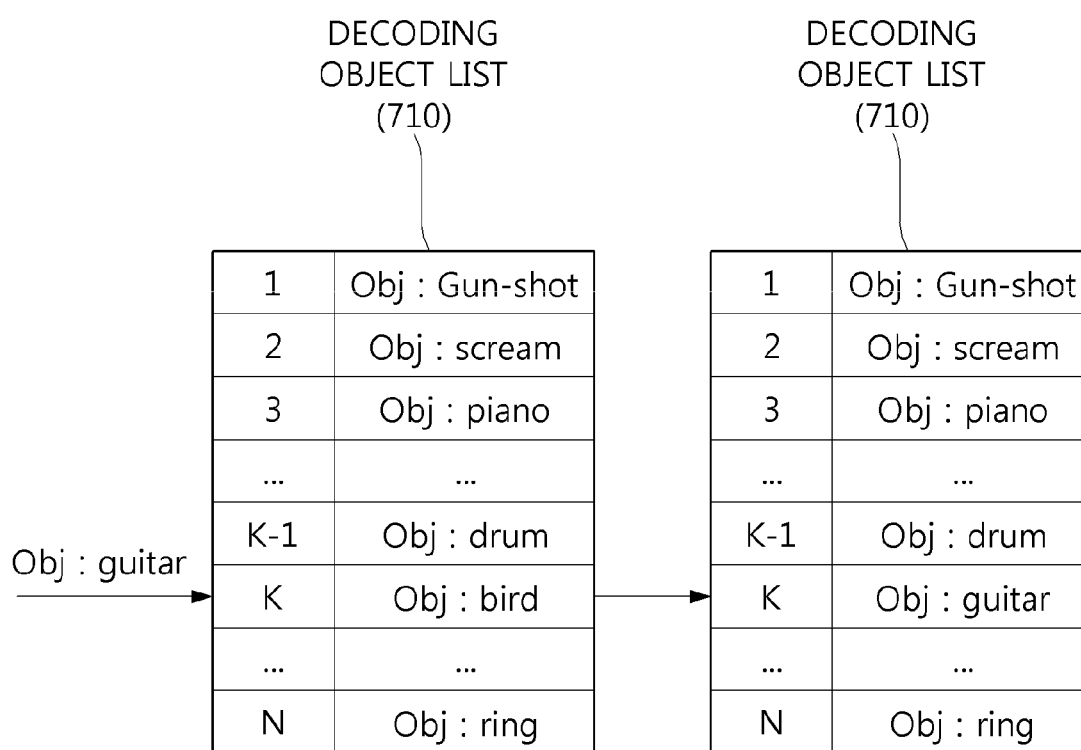 DECODING
OBJECT LIST
(710)
DECODING
OBJECT LIST
(710)
Obj : guitar
1 Obj : Gun-shot
2 Obj : scream
3 Obj : piano
... ...
K-1 Obj : drum
K Obj : bird
... ...
N Obj : ring
1 Obj : Gun-shot
2 Obj : scream
3 Obj : piano
... ...
K-1 Obj : drum
K Obj : guitar
... ...
N Obj : ring